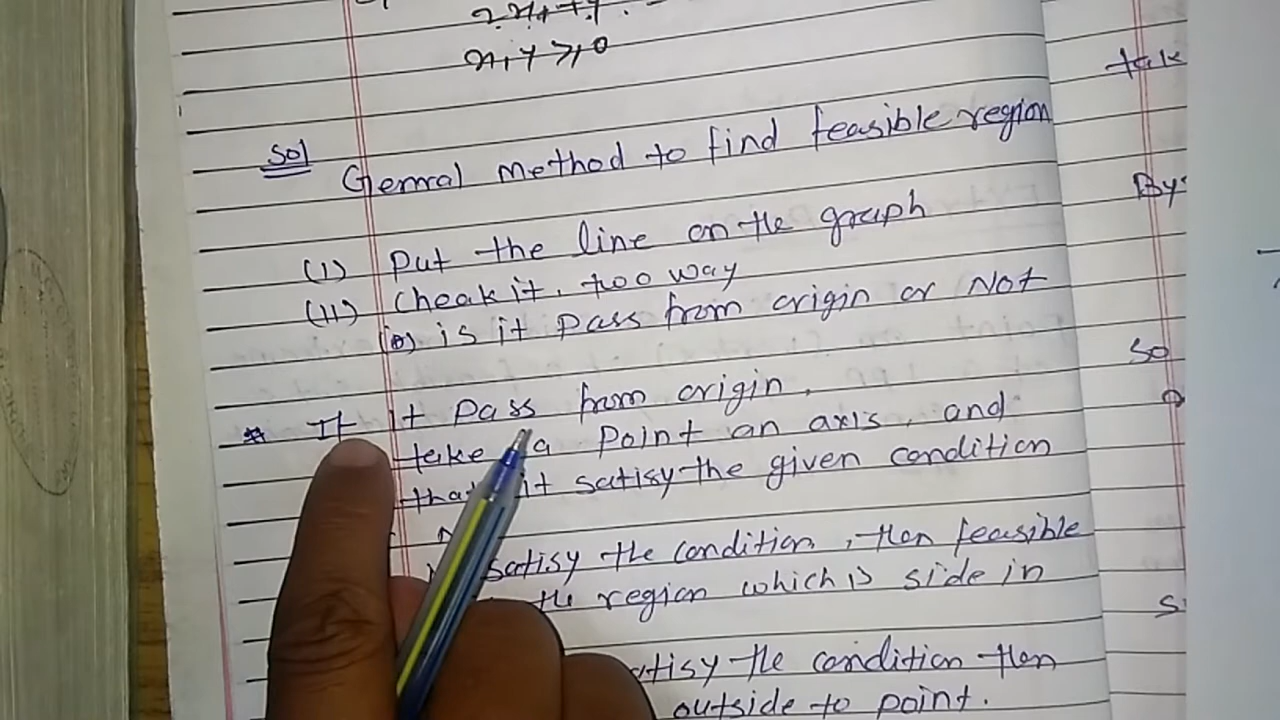 x, y ≥ 0
Sol
Genral method to find feasible region
(I) Put the line on the graph
(II) Cheak it, two way
is it pass from origin or Not
* If it pass from origin,
take a point an axis, and
that it satisy the given condition
satisy the condition, then feasible
the region which is side in
the condition then
outside to point.
tak
By
So